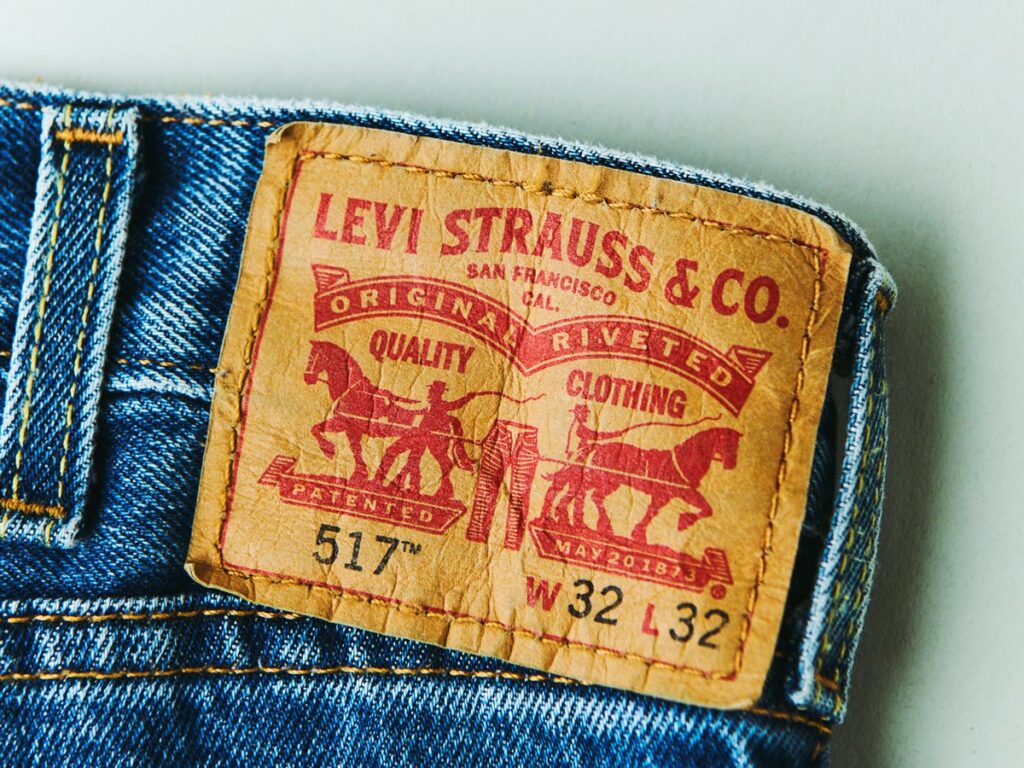 LEVI STRAUSS & CO.
SAN FRANCISCO
CAL.
ORIGINAL RIVETED
QUALITY CLOTHING
PATENTED MAY 20 1873 ®
517™
W 32 L 32